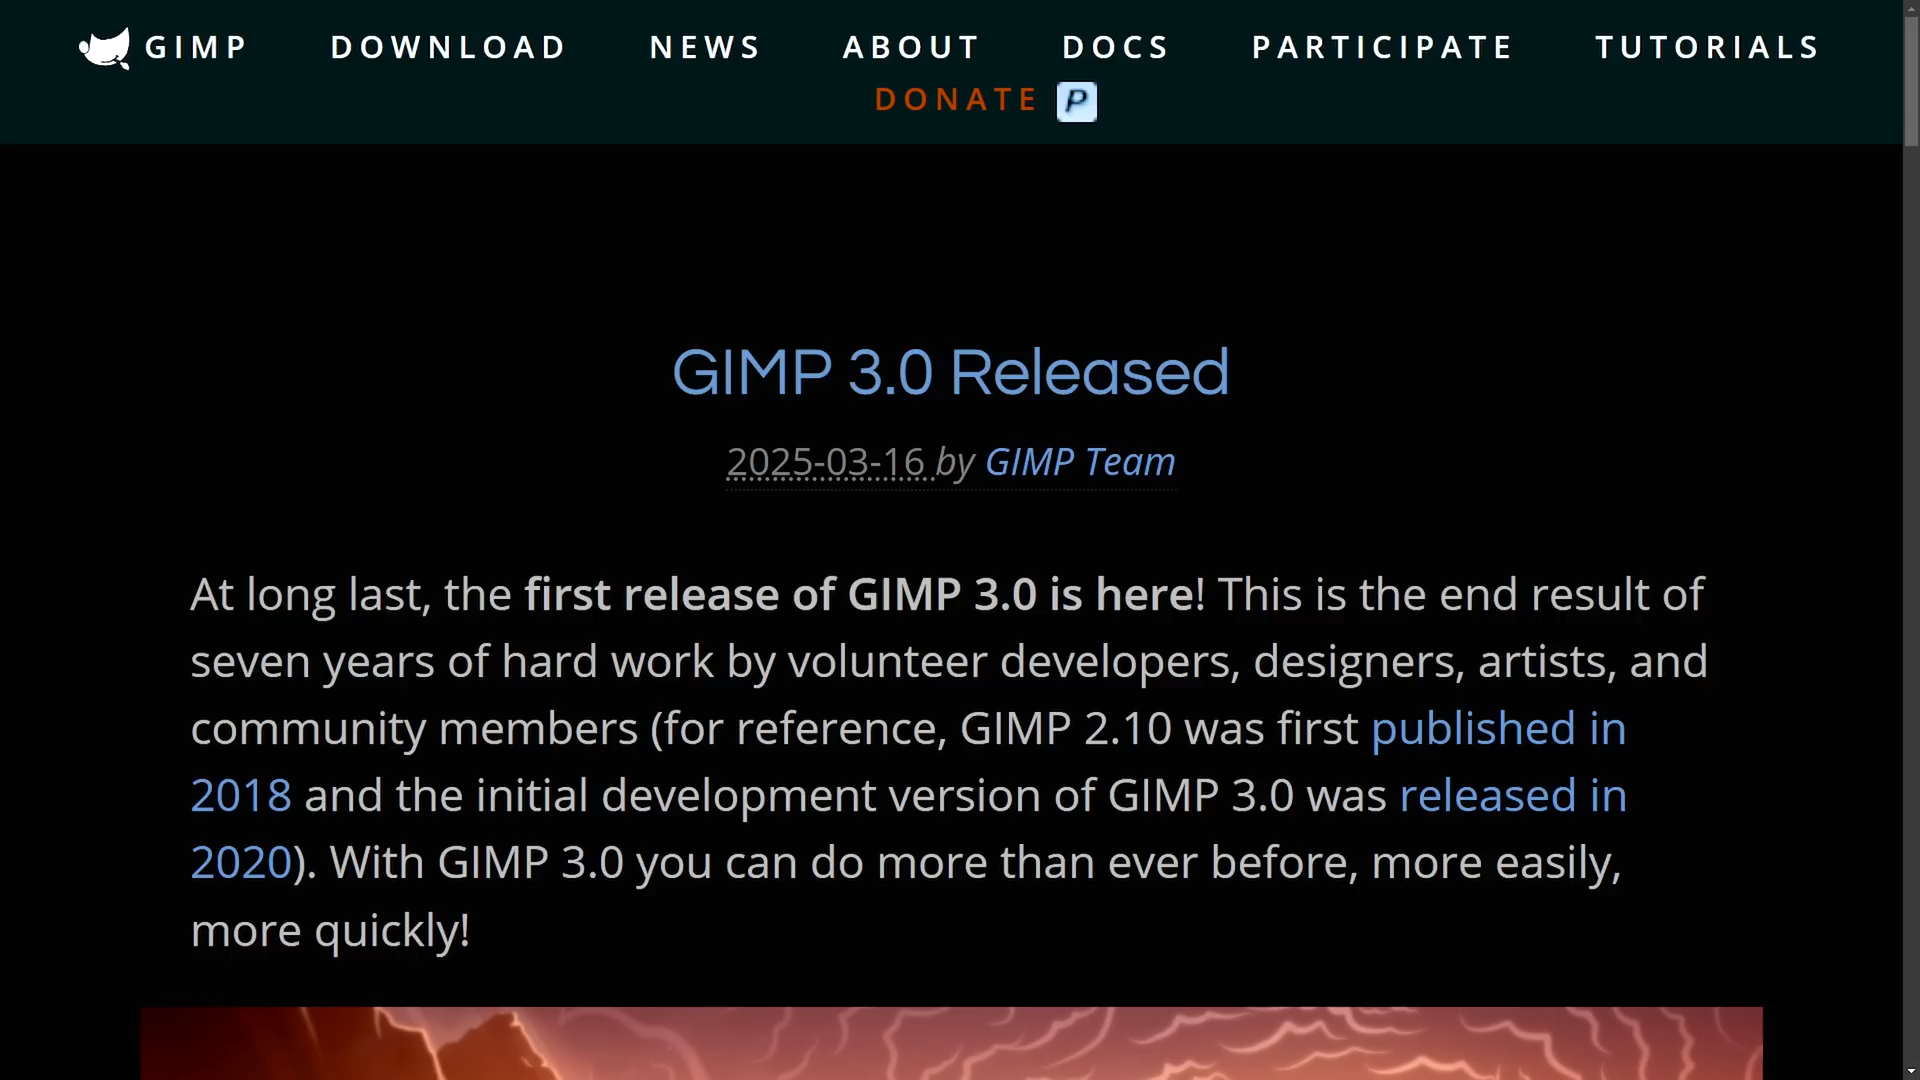 GIMP DOWNLOAD NEWS ABOUT DOCS PARTICIPATE TUTORIALS
DONATE P
GIMP 3.0 Released
2025-03-16 by GIMP Team
At long last, the first release of GIMP 3.0 is here! This is the end result of
seven years of hard work by volunteer developers, designers, artists, and
community members (for reference, GIMP 2.10 was first published in
2018 and the initial development version of GIMP 3.0 was released in
2020). With GIMP 3.0 you can do more than ever before, more easily,
more quickly!